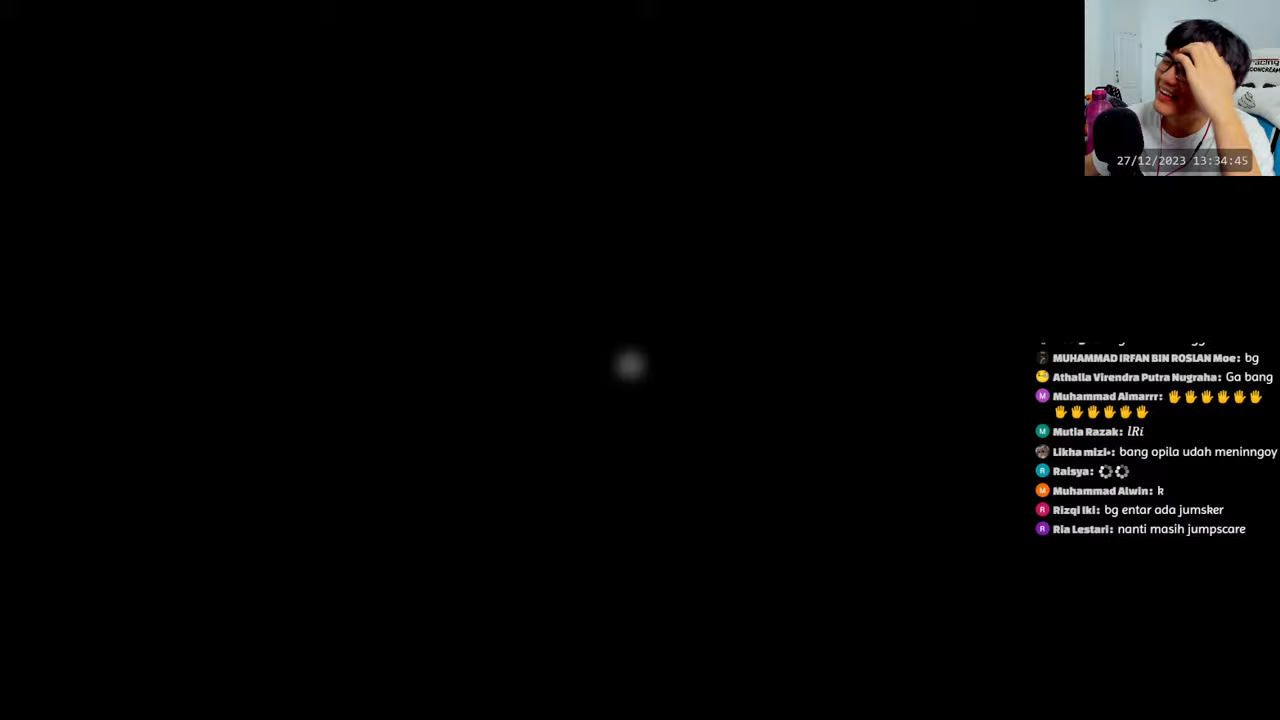 racing
27/12/2023 13:34:45
MUHAMMAD IRFAN BIN ROSLAN Moe: bg
Athalla Virendra Putra Nugraha: Ga bang
M Muhammad Aimarrr: 🖐🖐🖐🖐🖐🖐
🖐🖐🖐🖐🖐🖐
M Mutia Razak: lRi
Likha mizi•: bang opila udah meninngoy
R Raisya:
M Muhammad Alwin: k
R Rizqi Iki: bg entar ada jumsker
R Ria Lestari: nanti masih jumpscare